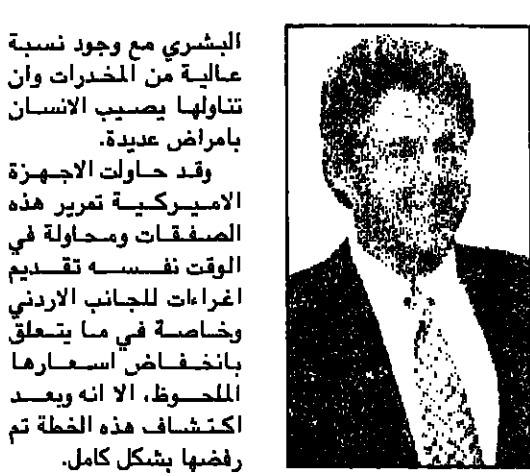 البشري مع وجود نسبة
عالية من المخدرات وان
تناولها يصيب الانسان
بامراض عديدة.
وقد حاولت الاجهزة
الاميركية تمرير هذه
الصفقات ومحاولة في
الوقت نفسه تقديم
اغراءات للجانب الاردني
وخاصة في ما يتعلق
بانخفاض اسعارها
الملحوظ، الا انه وبعد
اكتشاف هذه الخطة تم
رفضها بشكل كامل.